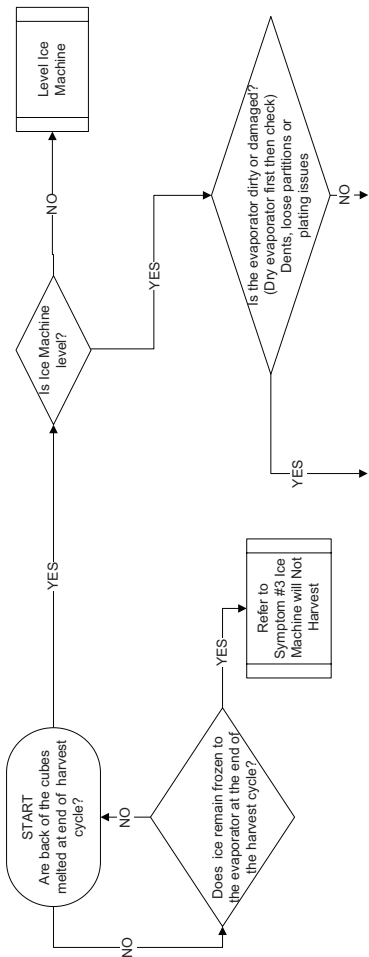 START
Are back of the cubes
melted at end of harvest
cycle?
YES
Is Ice Machine
level?
NO
Level Ice
Machine
NO
Does ice remain frozen to
the evaporator at the end of
the harvest cycle?
NO
YES
Refer to
Symptom #3 Ice
Machine will Not
Harvest
YES
Is the evaporator dirty or damaged?
(Dry evaporator first then check)
Dents, loose partitions or
plating issues
YES
NO